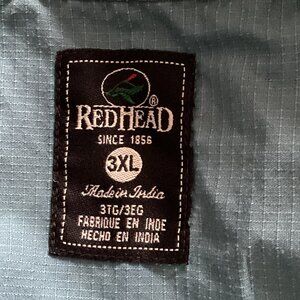 REDHEAD®
SINCE 1856
3XL
Made in India
3TG/3EG
FABRIQUE EN INDE
HECHO EN INDIA